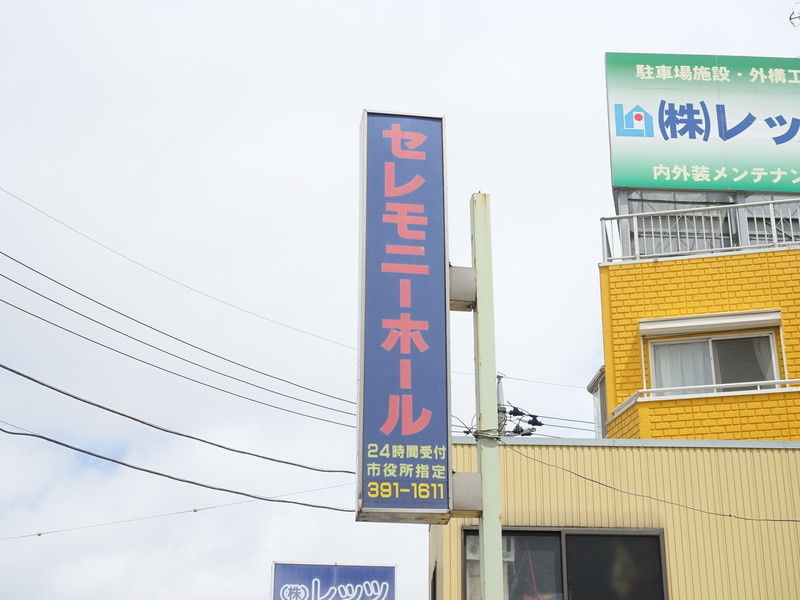 セレモニーホール
24時間受付
市役所指定
391-1611
駐車場施設・外構工
(株)レッツ
内外装メンテナン
(株)レッツ